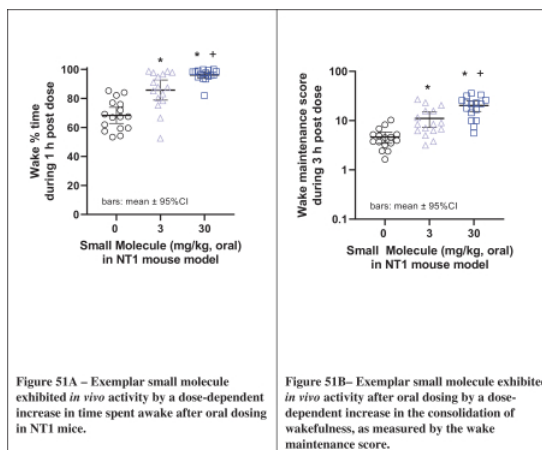 Wake % time
during 1 h post dose
100
80
60
40
20
0
*
* +
bars: mean ± 95%CI
0 3 30
Small Molecule (mg/kg, oral)
in NT1 mouse model
Figure 51A – Exemplar small molecule
exhibited in vivo activity by a dose-dependent
increase in time spent awake after oral dosing
in NT1 mice.
Wake maintenance score
during 3 h post dose
100
10
1
0.1
*
* +
bars: mean ± 95%CI
0 3 30
Small Molecule (mg/kg, oral)
in NT1 mouse model
Figure 51B– Exemplar small molecule exhibited
in vivo activity after oral dosing by a dose-
dependent increase in the consolidation of
wakefulness, as measured by the wake
maintenance score.